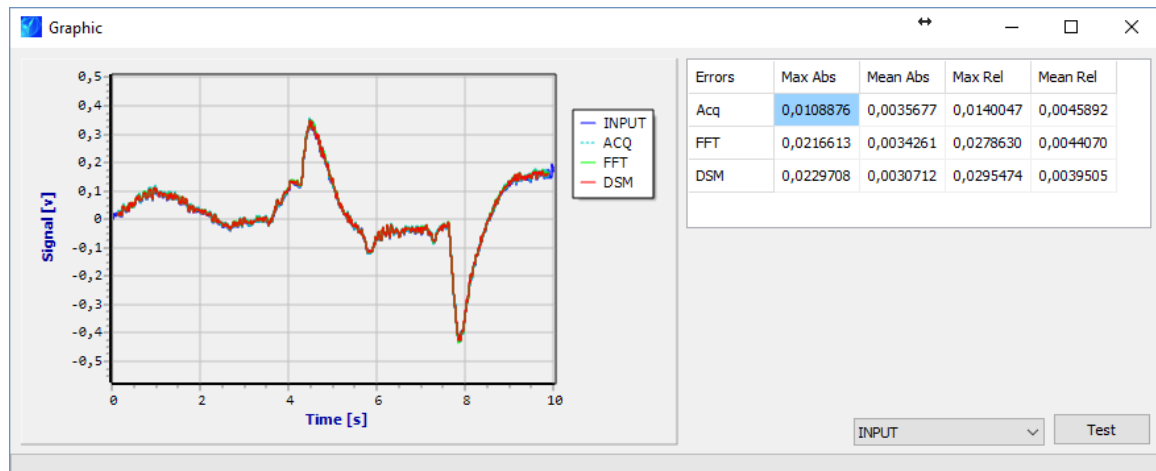 Graphic
0,5
0,4
0,3
0,2
0,1
0
-0,1
-0,2
-0,3
-0,4
-0,5
Signal [v]
0 2 4 6 8 10
Time [s]
INPUT
ACQ
FFT
DSM
Errors Max Abs Mean Abs Max Rel Mean Rel
Acq 0,0108876 0,0035677 0,0140047 0,0045892
FFT 0,0216613 0,0034261 0,0278630 0,0044070
DSM 0,0229708 0,0030712 0,0295474 0,0039505
INPUT
Test